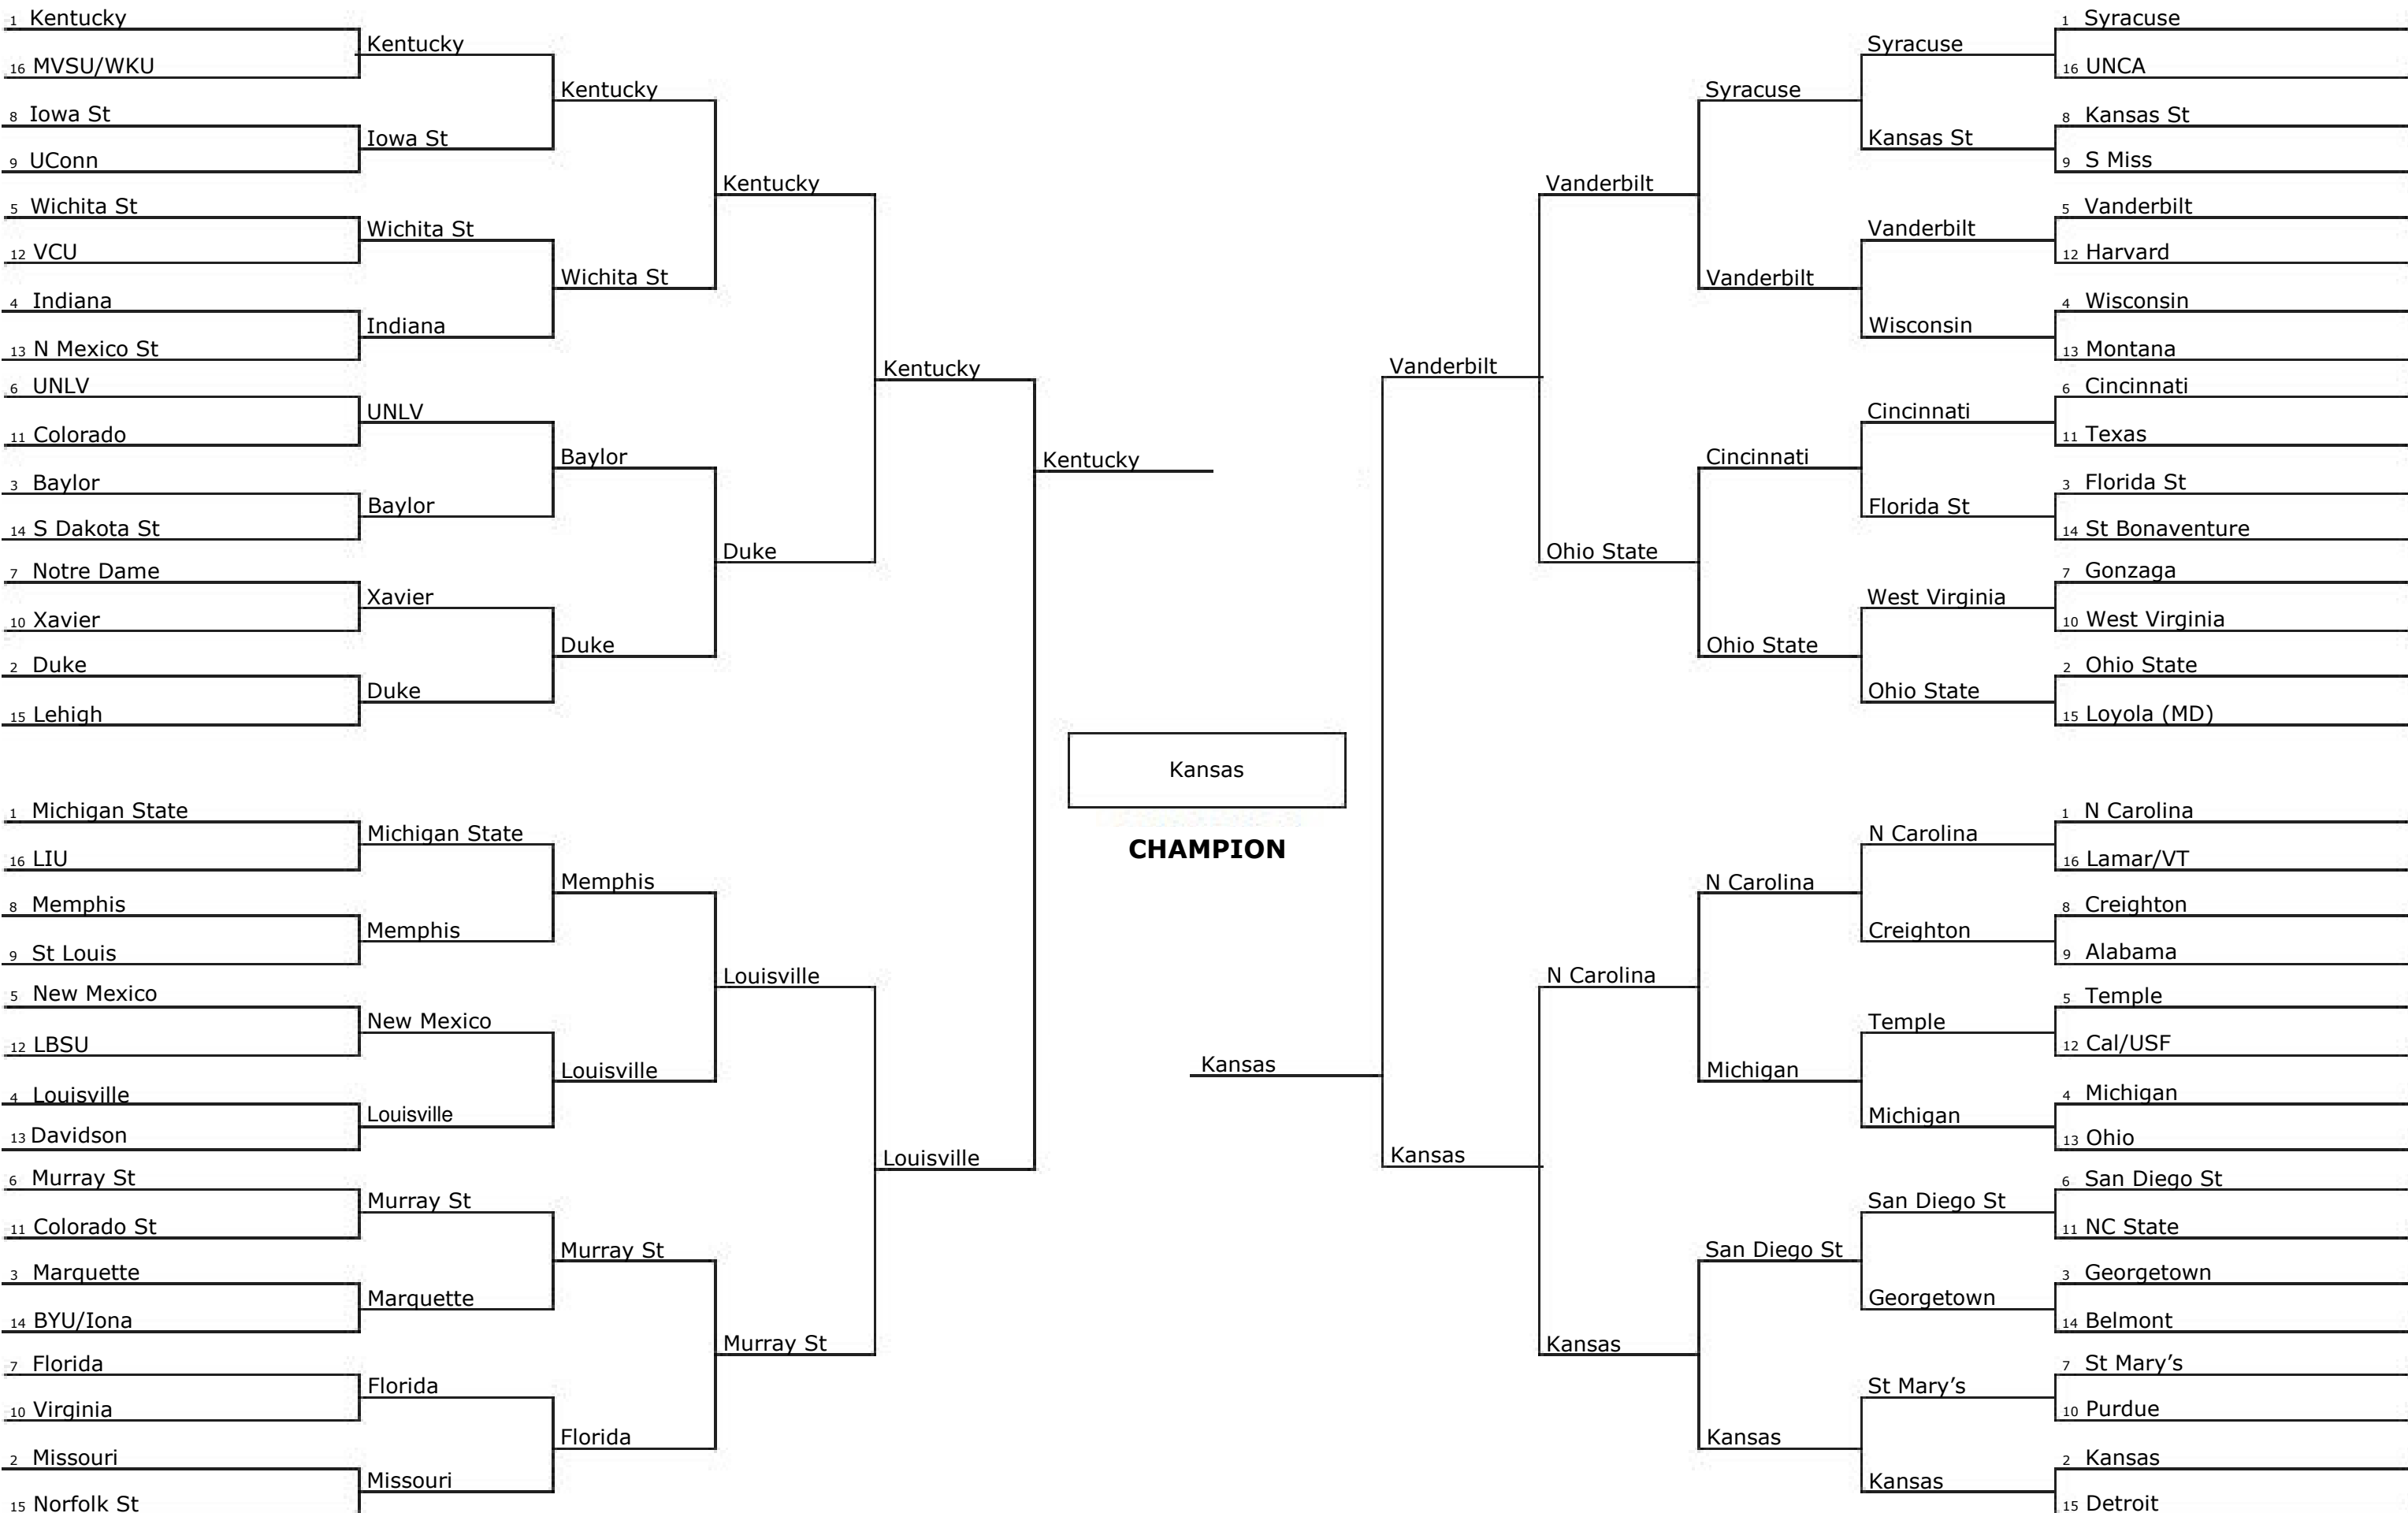 1 Kentucky
16 MVSU/WKU
8 Iowa St
9 UConn
5 Wichita St
12 VCU
4 Indiana
13 N Mexico St
6 UNLV
11 Colorado
3 Baylor
14 S Dakota St
7 Notre Dame
10 Xavier
2 Duke
15 Lehigh
1 Michigan State
16 LIU
8 Memphis
9 St Louis
5 New Mexico
12 LBSU
4 Louisville
13 Davidson
6 Murray St
11 Colorado St
3 Marquette
14 BYU/Iona
7 Florida
10 Virginia
2 Missouri
15 Norfolk St
Kentucky
Iowa St
Wichita St
Indiana
UNLV
Baylor
Xavier
Duke
Michigan State
Memphis
New Mexico
Louisville
Murray St
Marquette
Florida
Missouri
Kentucky
Wichita St
Baylor
Duke
Memphis
Louisville
Murray St
Florida
Kentucky
Duke
Louisville
Murray St
Kentucky
Louisville
Kentucky
Kansas
CHAMPION
Kansas
Vanderbilt
Kansas
Vanderbilt
Ohio State
N Carolina
Kansas
Syracuse
Vanderbilt
Cincinnati
Ohio State
N Carolina
Michigan
San Diego St
Kansas
Syracuse
Kansas St
Vanderbilt
Wisconsin
Cincinnati
Florida St
West Virginia
Ohio State
N Carolina
Creighton
Temple
Michigan
San Diego St
Georgetown
St Mary’s
Kansas
1 Syracuse
16 UNCA
8 Kansas St
9 S Miss
5 Vanderbilt
12 Harvard
4 Wisconsin
13 Montana
6 Cincinnati
11 Texas
3 Florida St
14 St Bonaventure
7 Gonzaga
10 West Virginia
2 Ohio State
15 Loyola (MD)
1 N Carolina
16 Lamar/VT
8 Creighton
9 Alabama
5 Temple
12 Cal/USF
4 Michigan
13 Ohio
6 San Diego St
11 NC State
3 Georgetown
14 Belmont
7 St Mary’s
10 Purdue
2 Kansas
15 Detroit